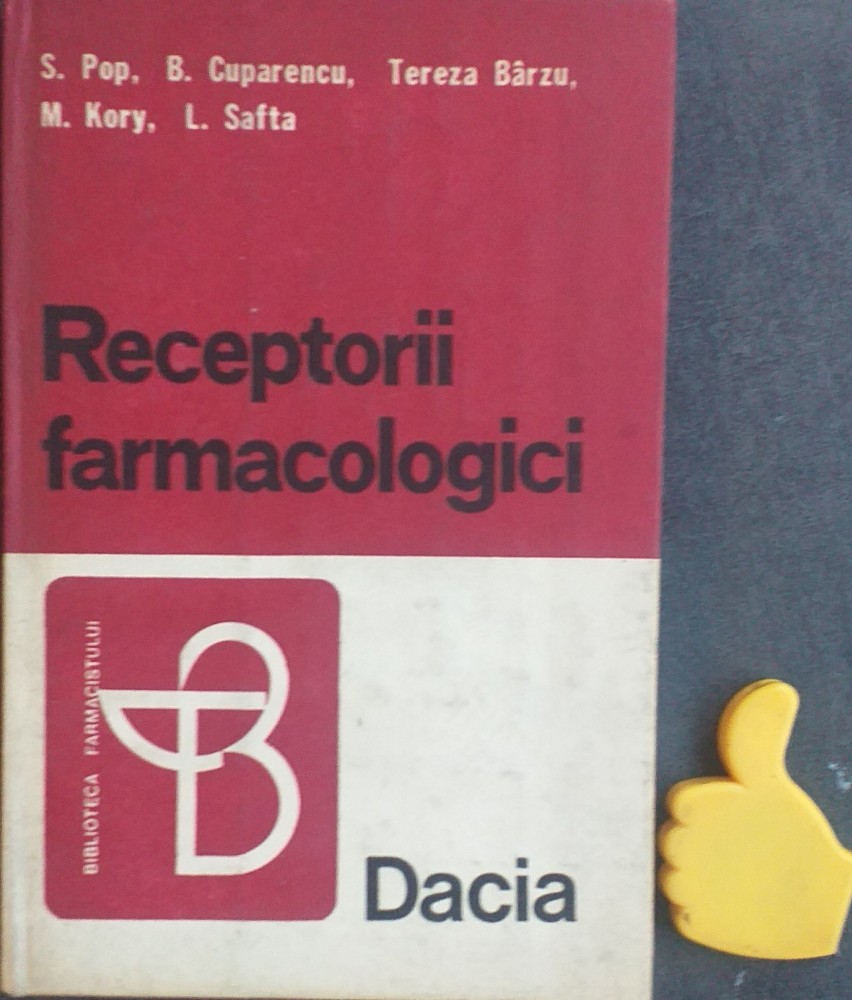 S. Pop, B. Cuparencu, Tereza Bârzu,
M. Kory, L. Safta
Receptorii
farmacologici
BIBLIOTECA FARMACISTULUI
Dacia